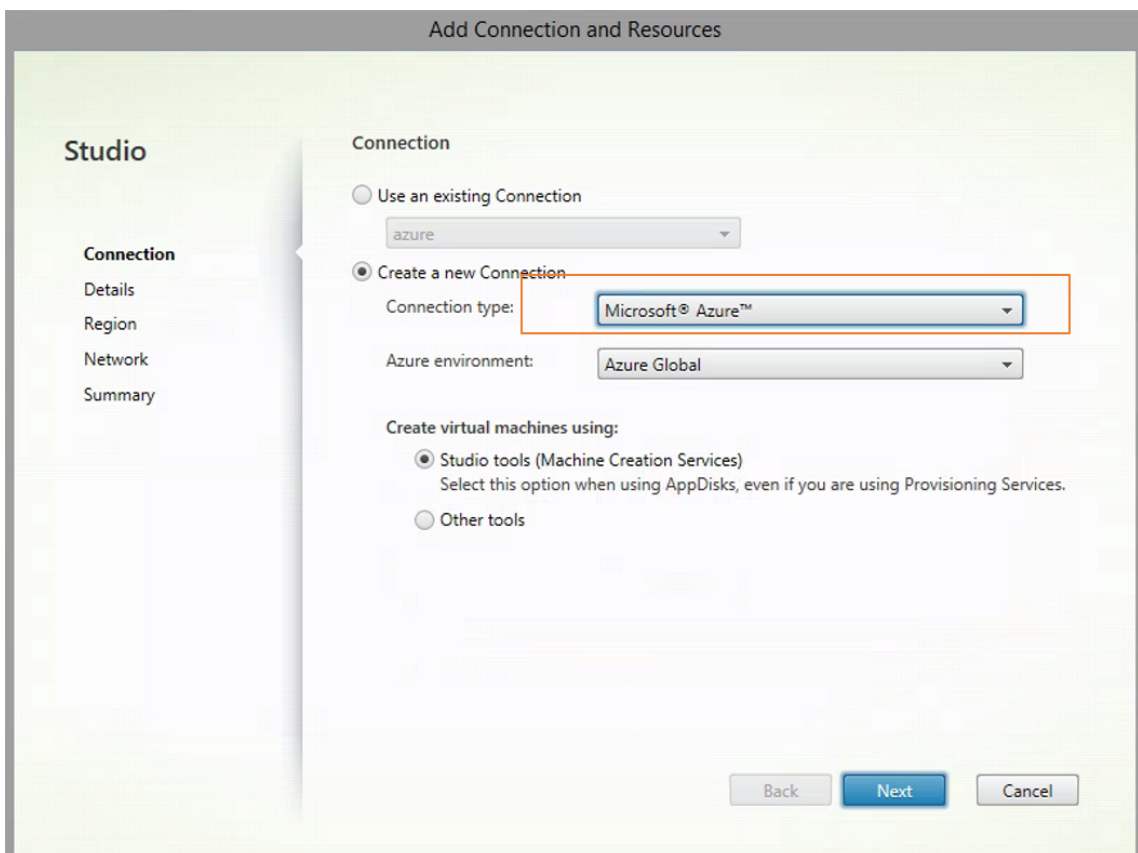 Add Connection and Resources
Studio
Connection
Details
Region
Network
Summary
Connection
Use an existing Connection
azure
Create a new Connection
Connection type:
Microsoft® Azure™
Azure environment:
Azure Global
Create virtual machines using:
Studio tools (Machine Creation Services)
Select this option when using AppDisks, even if you are using Provisioning Services.
Other tools
Back
Next
Cancel